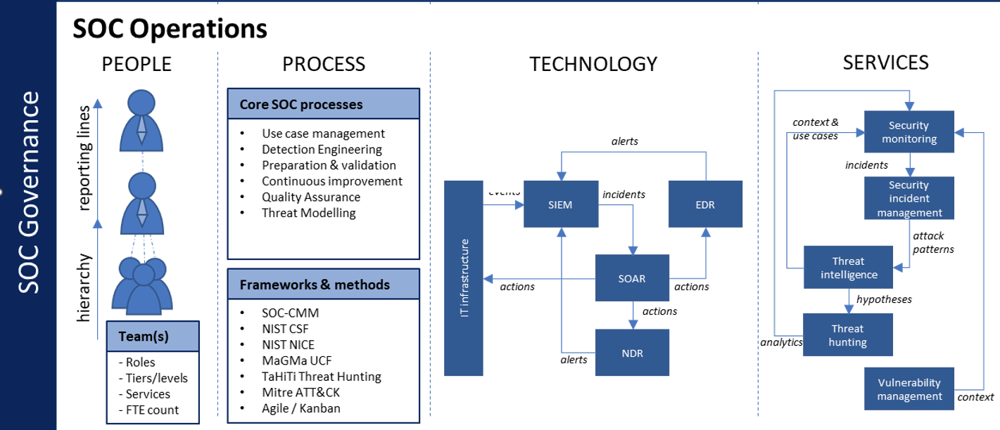 SOC Governance
SOC Operations
PEOPLE
reporting lines
hierarchy
Team(s)
- Roles
- Tiers/levels
- Services
- FTE count
PROCESS
Core SOC processes
• Use case management
• Detection Engineering
• Preparation & validation
• Continuous improvement
• Quality Assurance
• Threat Modelling
Frameworks & methods
• SOC-CMM
• NIST CSF
• NIST NICE
• MaGMa UCF
• TaHiTi Threat Hunting
• Mitre ATT&CK
• Agile / Kanban
TECHNOLOGY
alerts
IT infrastructure
events
SIEM
incidents
EDR
SOAR
actions
actions
actions
NDR
alerts
SERVICES
context &
use cases
Security
monitoring
incidents
Security
incident
management
attack
patterns
Threat
intelligence
hypotheses
Threat
hunting
analytics
Vulnerability
management
context